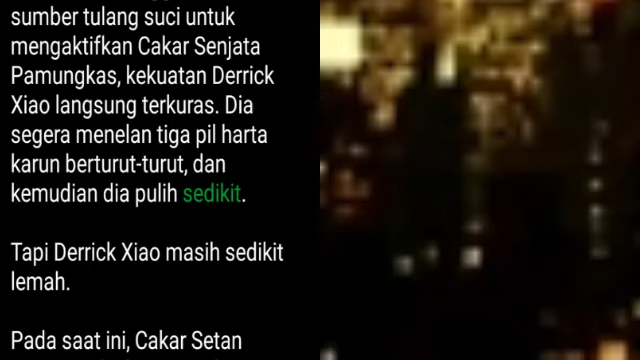 sumber tulang suci untuk
mengaktifkan Cakar Senjata
Pamungkas, kekuatan Derrick
Xiao langsung terkuras. Dia
segera menelan tiga pil harta
karun berturut-turut, dan
kemudian dia pulih sedikit.
Tapi Derrick Xiao masih sedikit
lemah.
Pada saat ini, Cakar Setan